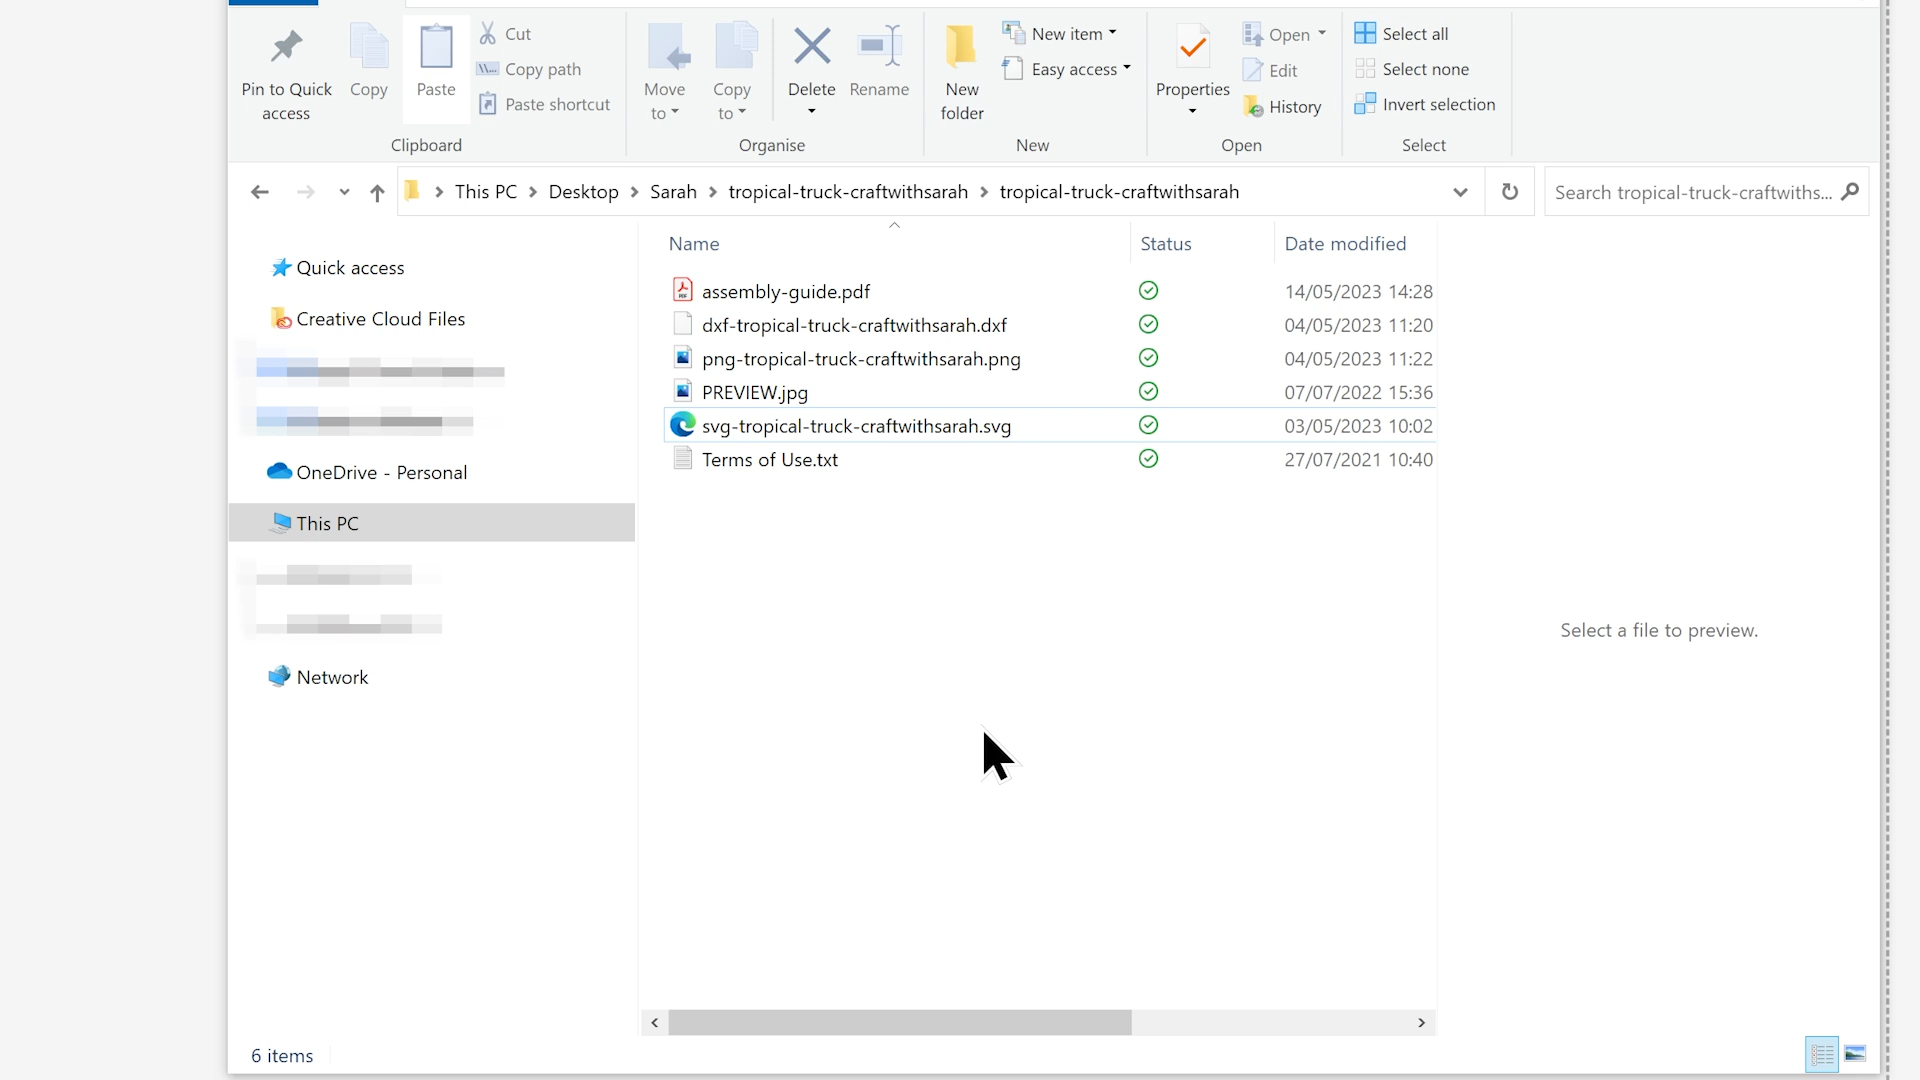 Pin to Quick access
Copy
Paste
Cut
Copy path
Paste shortcut
Clipboard
Move to
Copy to
Delete
Rename
Organise
New folder
New item
Easy access
New
Properties
Open
Edit
History
Open
Select all
Select none
Invert selection
Select
This PC > Desktop > Sarah > tropical-truck-craftwithsarah > tropical-truck-craftwithsarah
Search tropical-truck-craftwiths...
Quick access
Creative Cloud Files
OneDrive - Personal
This PC
Network
Name Status Date modified
assembly-guide.pdf 14/05/2023 14:28
dxf-tropical-truck-craftwithsarah.dxf 04/05/2023 11:20
png-tropical-truck-craftwithsarah.png 04/05/2023 11:22
PREVIEW.jpg 07/07/2022 15:36
svg-tropical-truck-craftwithsarah.svg 03/05/2023 10:02
Terms of Use.txt 27/07/2021 10:40
Select a file to preview.
6 items